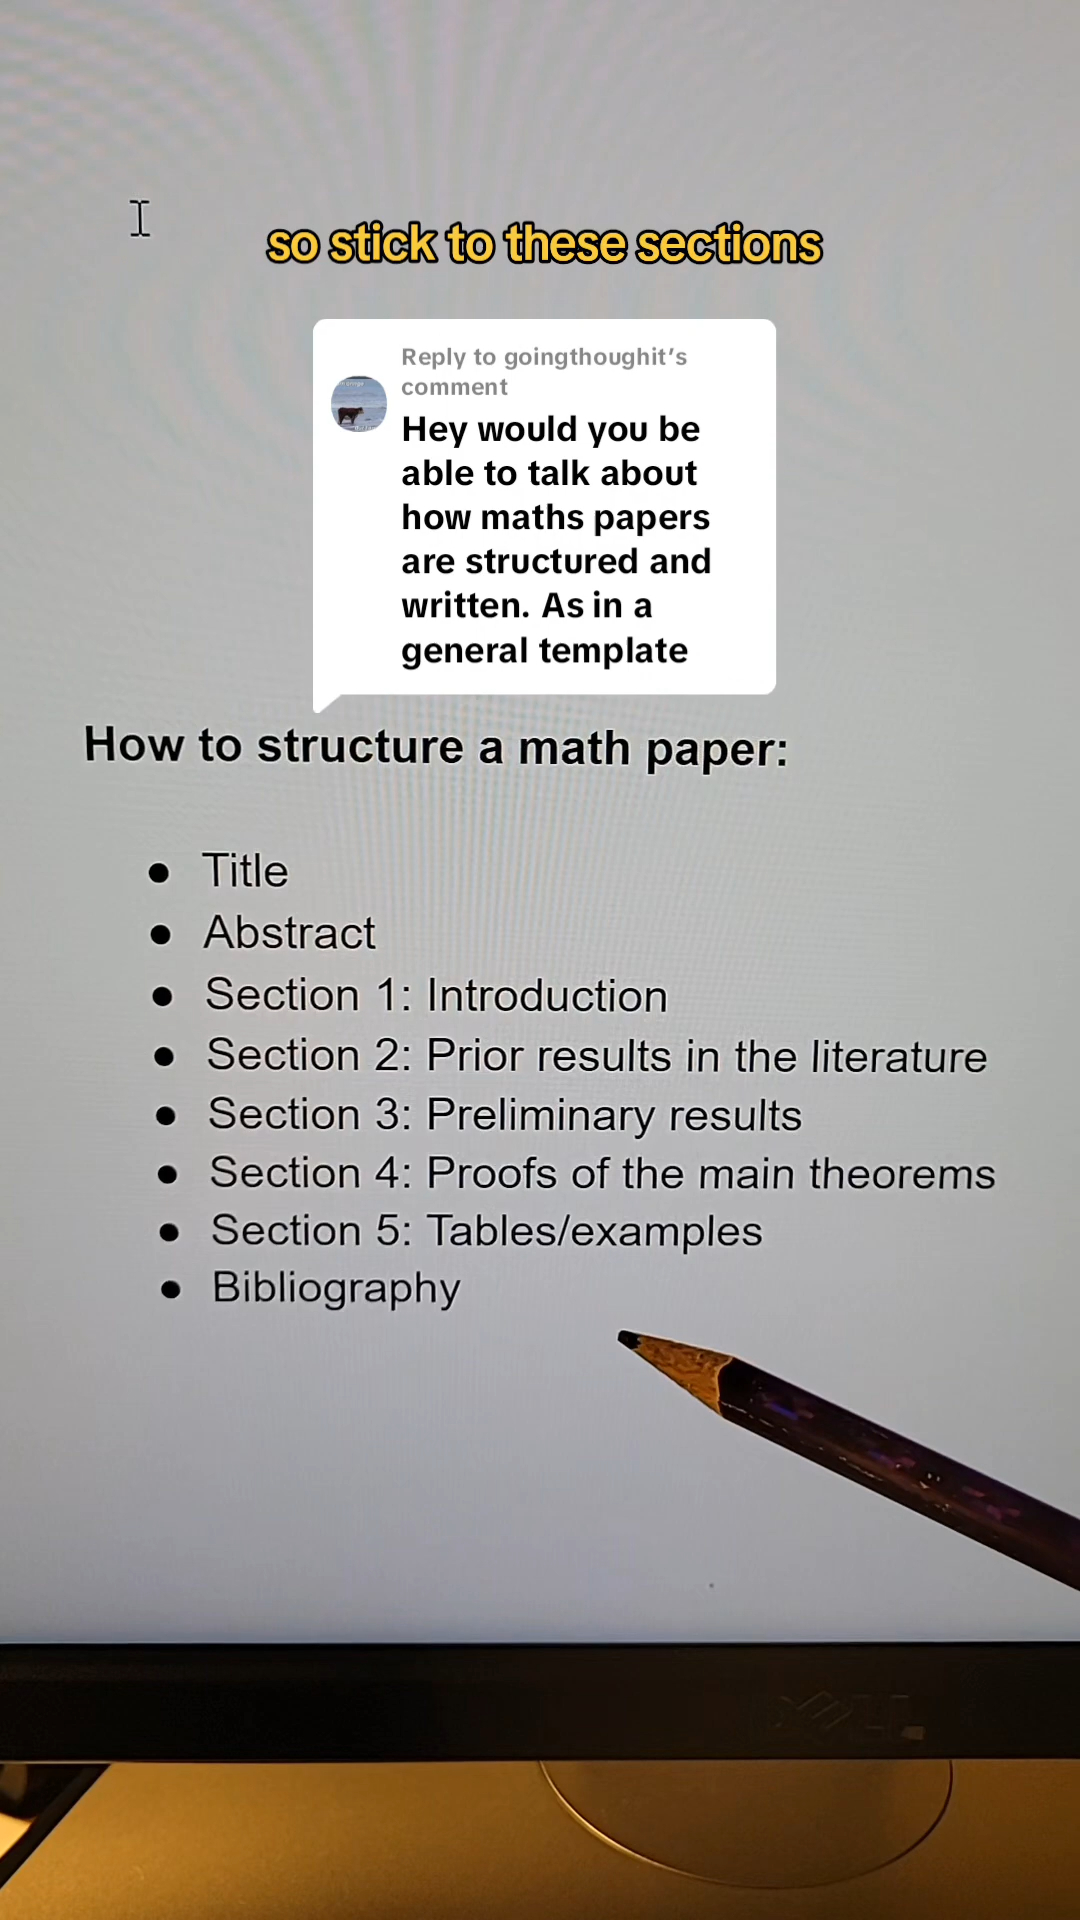 so stick to these sections
Reply to goingthoughit's
comment
Hey would you be
able to talk about
how maths papers
are structured and
written. As in a
general template
How to structure a math paper:
● Title
● Abstract
● Section 1: Introduction
● Section 2: Prior results in the literature
● Section 3: Preliminary results
● Section 4: Proofs of the main theorems
● Section 5: Tables/examples
● Bibliography
DELL